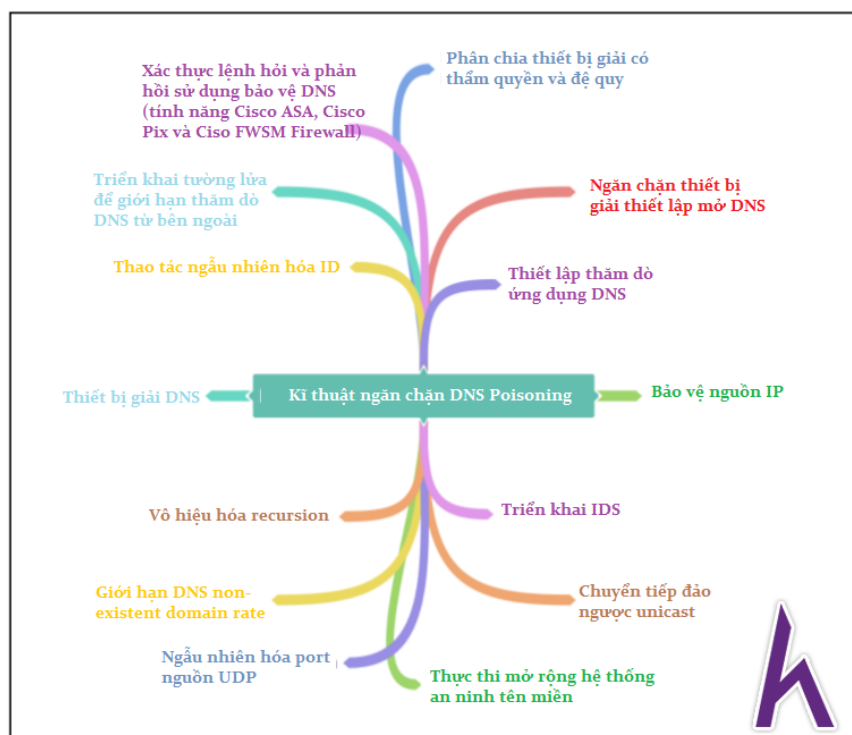 Phân chia thiết bị giải có
thẩm quyền và đệ quy
Xác thực lệnh hỏi và phản
hồi sử dụng bảo vệ DNS
(tính năng Cisco ASA, Cisco
Pix và Ciso FWSM Firewall)
Triển khai tường lửa
để giới hạn thăm dò
DNS từ bên ngoài
Ngăn chặn thiết bị
giải thiết lập mở DNS
Thao tác ngẫu nhiên hóa ID
Thiết lập thăm dò
ứng dụng DNS
Thiết bị giải DNS
Kĩ thuật ngăn chặn DNS Poisoning
Bảo vệ nguồn IP
Vô hiệu hóa recursion
Triển khai IDS
Giới hạn DNS non-
existent domain rate
Chuyển tiếp đảo
ngược unicast
Ngẫu nhiên hóa port
nguồn UDP
Thực thi mở rộng hệ thống
an ninh tên miền